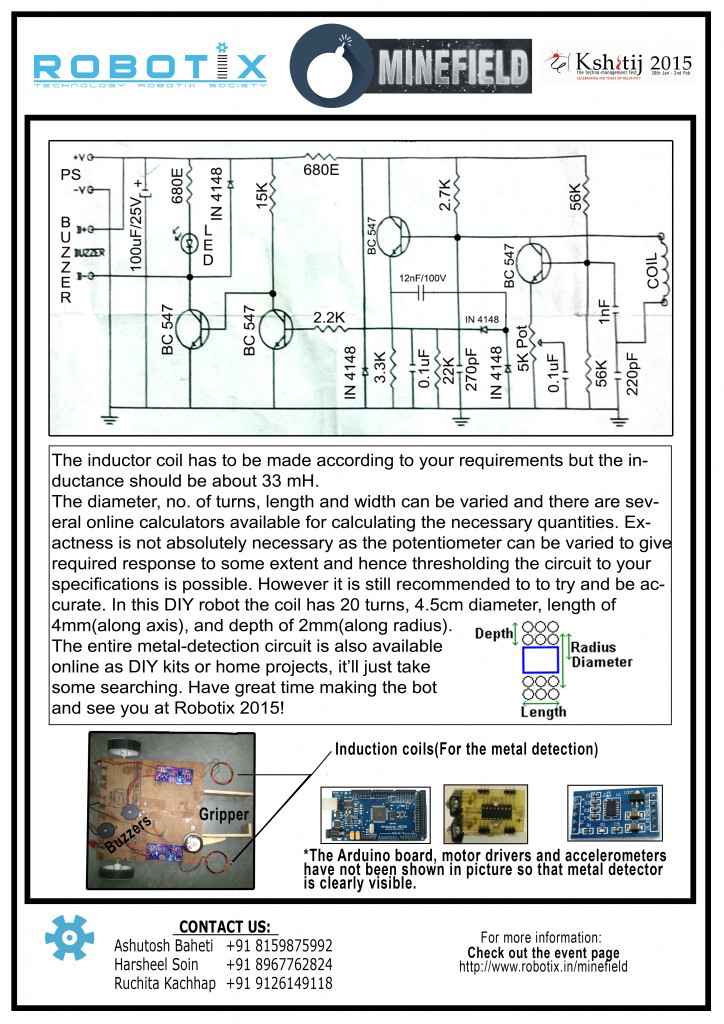 ROBOTIX
TECHNOLOGY ROBOTIX SOCIETY
MINEFIELD
Kshitij 2015
the techno-management fest
30th Jan - 2nd Feb
+V
PS
-V
BUZZER
B+
BUZZER
B-
100uF/25V
+
680E
IN 4148
LED
15K
680E
BC 547
2.7K
56K
BC 547
COIL
12nF/100V
1nF
BC 547
BC 547
2.2K
IN 4148
IN 4148
3.3K
0.1uF
22K
270pF
IN 4148
5K Pot
0.1uF
56K
220pF
The inductor coil has to be made according to your requirements but the in-
ductance should be about 33 mH.
The diameter, no. of turns, length and width can be varied and there are sev-
eral online calculators available for calculating the necessary quantities. Ex-
actness is not absolutely necessary as the potentiometer can be varied to give
required response to some extent and hence thresholding the circuit to your
specifications is possible. However it is still recommended to to try and be ac-
curate. In this DIY robot the coil has 20 turns, 4.5cm diameter, length of
4mm(along axis), and depth of 2mm(along radius).
The entire metal-detection circuit is also available
online as DIY kits or home projects, it'll just take
some searching. Have great time making the bot
and see you at Robotix 2015!
Depth
Radius
Diameter
Length
Induction coils(For the metal detection)
Gripper
Buzzers
*The Arduino board, motor drivers and accelerometers
have not been shown in picture so that metal detector
is clearly visible.
CONTACT US:
Ashutosh Baheti +91 8159875992
Harsheel Soin +91 8967762824
Ruchita Kachhap +91 9126149118
For more information:
Check out the event page
http://www.robotix.in/minefield